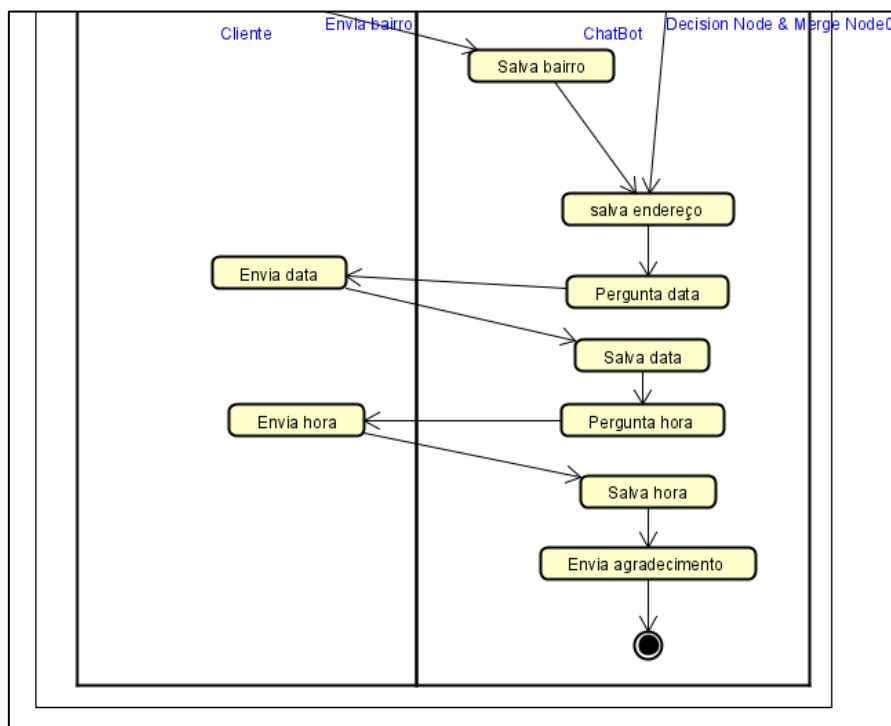 Cliente
Envia bairro
ChatBot
Decision Node & Merge Node0
Salva bairro
salva endereço
Envia data
Pergunta data
Salva data
Envia hora
Pergunta hora
Salva hora
Envia agradecimento